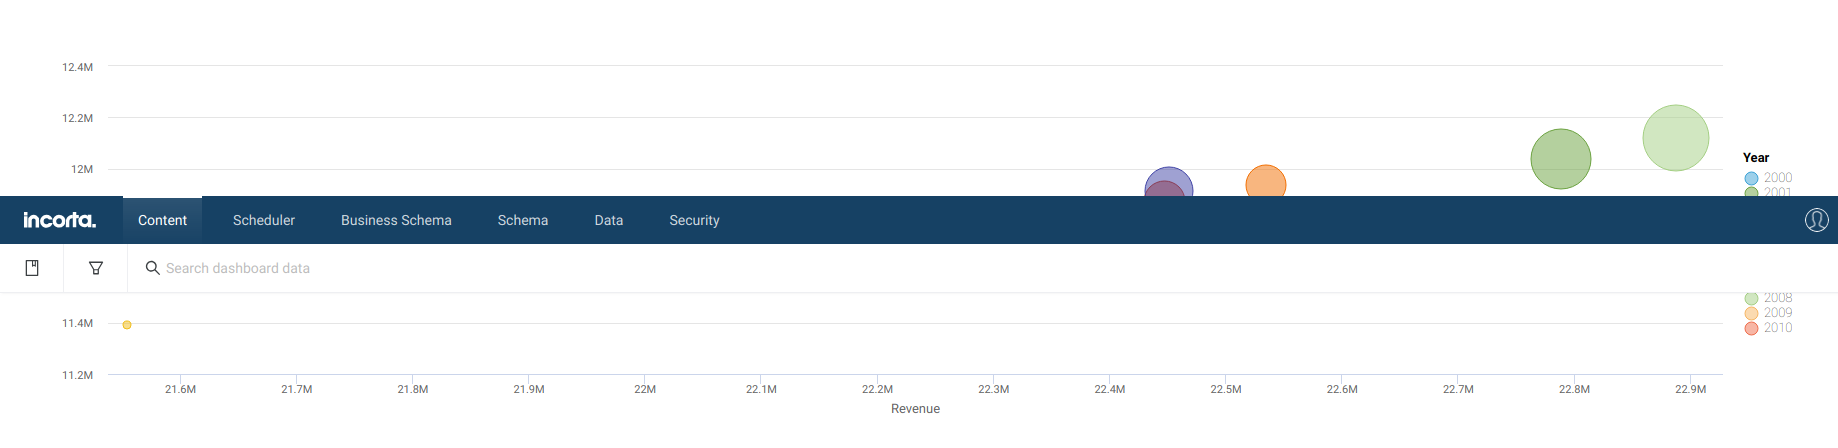 12.4M
12.2M
12M
Year
2000
2001
incorta.
Content Scheduler Business Schema Schema Data Security
Search dashboard data
2008
11.4M
2009
2010
11.2M
21.6M 21.7M 21.8M 21.9M 22M 22.1M 22.2M 22.3M 22.4M 22.5M 22.6M 22.7M 22.8M 22.9M
Revenue